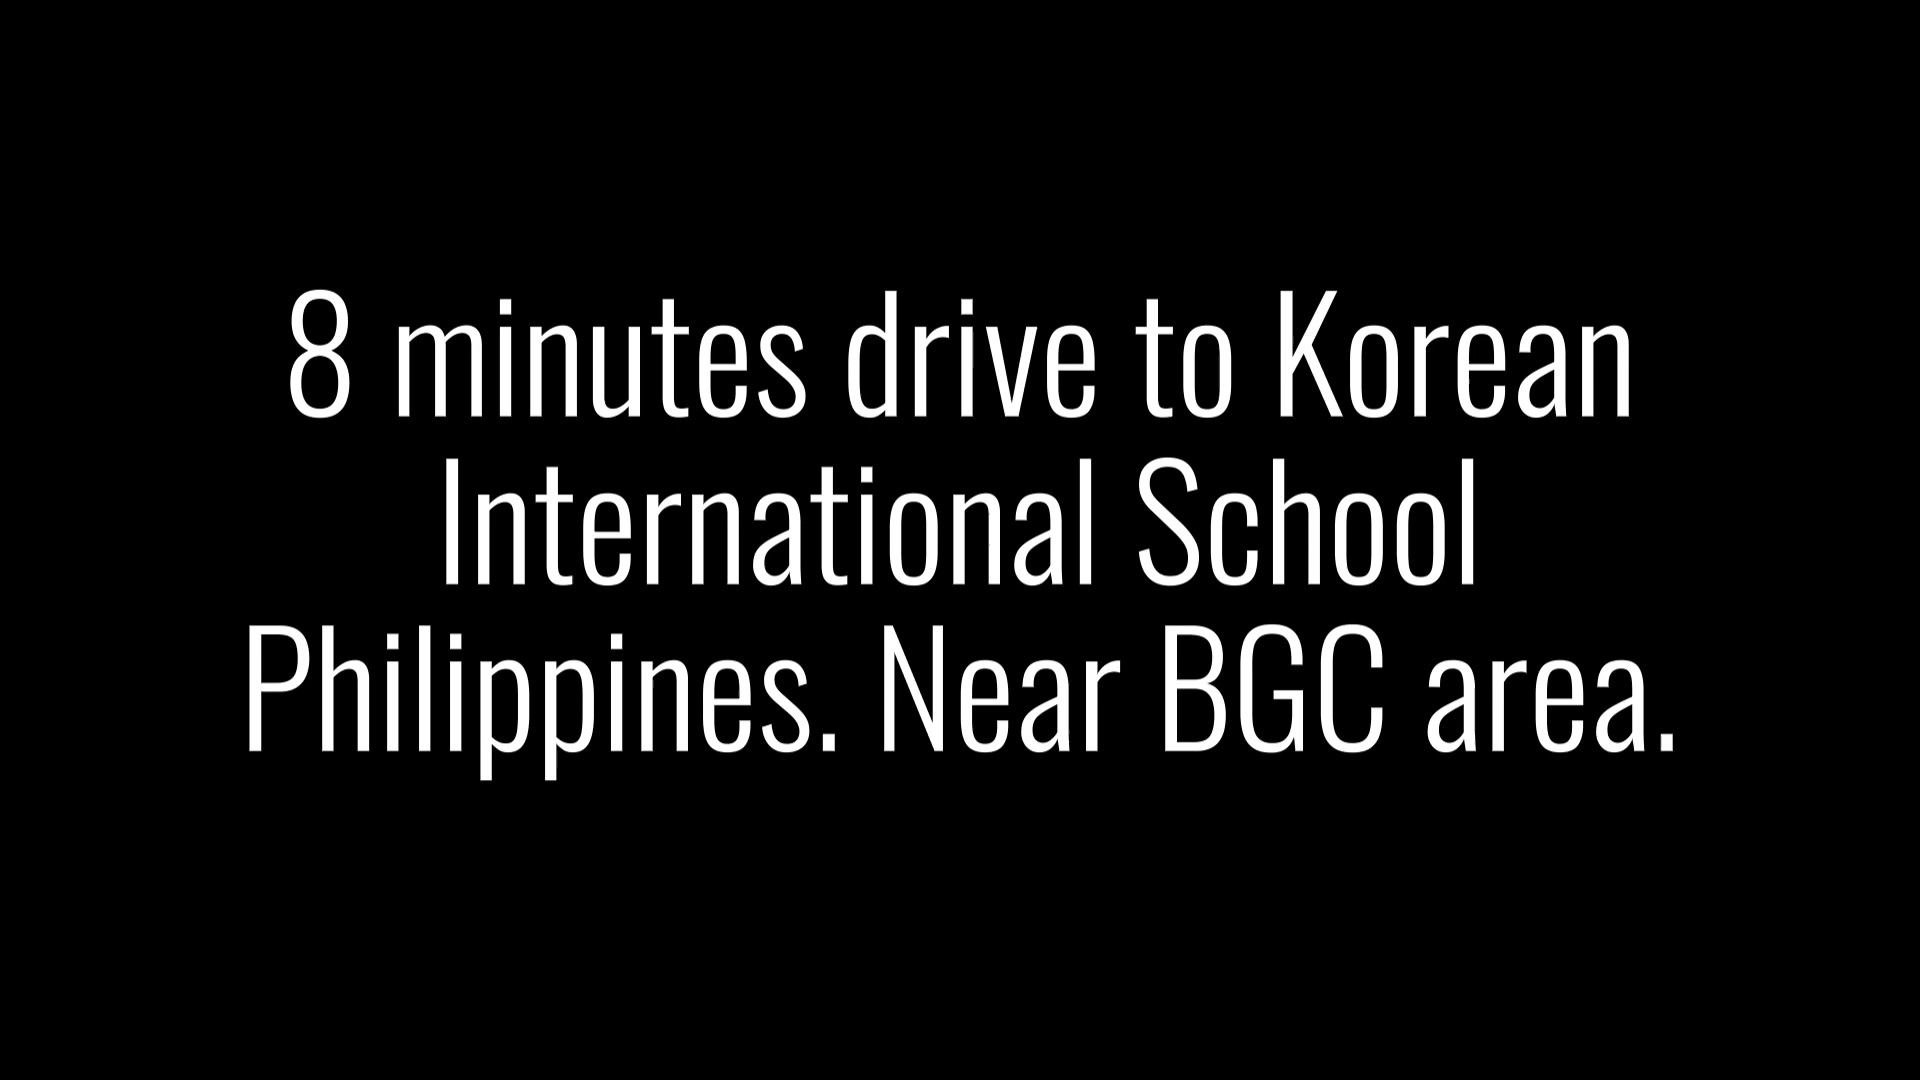 8 minutes drive to Korean
International School
Philippines. Near BGC area.